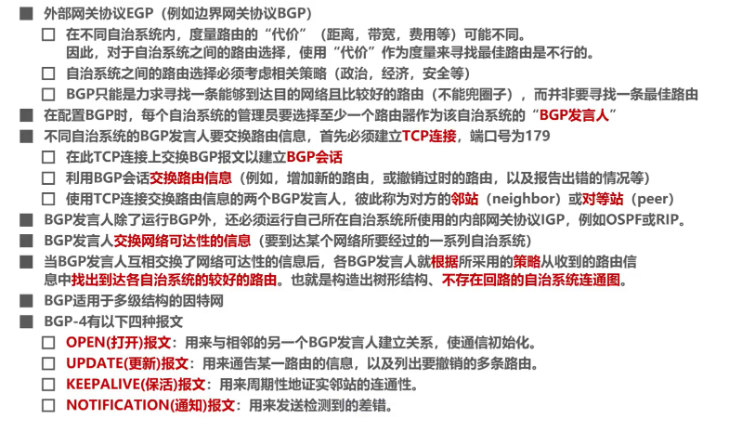 外部网关协议EGP（例如边界网关协议BGP）
在不同自治系统内，度量路由的“代价”（距离，带宽，费用等）可能不同。
因此，对于自治系统之间的路由选择，使用“代价”作为度量来寻找最佳路由是不行的。
自治系统之间的路由选择必须考虑相关策略（政治，经济，安全等）
BGP只能是力求寻找一条能够到达目的网络且比较好的路由（不能兜圈子），而并非要寻找一条最佳路由
在配置BGP时，每个自治系统的管理员要选择至少一个路由器作为该自治系统的“BGP发言人”
不同自治系统的BGP发言人要交换路由信息，首先必须建立TCP连接，端口号为179
在此TCP连接上交换BGP报文以建立BGP会话
利用BGP会话交换路由信息（例如，增加新的路由，或撤销过时的路由，以及报告出错的情况等）
使用TCP连接交换路由信息的两个BGP发言人，彼此称为对方的邻站（neighbor）或对等站（peer）
BGP发言人除了运行BGP外，还必须运行自己所在自治系统所使用的内部网关协议IGP，例如OSPF或RIP。
BGP发言人交换网络可达性的信息（要到达某个网络所要经过的一系列自治系统）
当BGP发言人互相交换了网络可达性的信息后，各BGP发言人就根据所采用的策略从收到的路由信
息中找出到达各自治系统的较好的路由。也就是构造出树形结构、不存在回路的自治系统连通图。
BGP适用于多级结构的因特网
BGP-4有以下四种报文
OPEN(打开)报文：用来与相邻的另一个BGP发言人建立关系，使通信初始化。
UPDATE(更新)报文：用来通告某一路由的信息，以及列出要撤销的多条路由。
KEEPALIVE(保活)报文：用来周期性地证实邻站的连通性。
NOTIFICATION(通知)报文：用来发送检测到的差错。